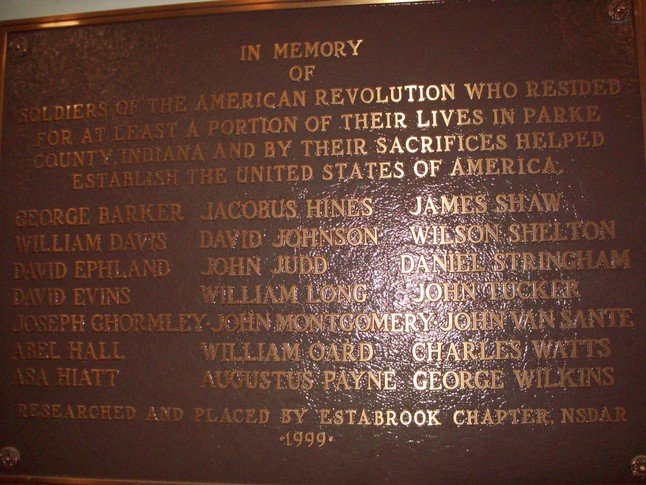 IN MEMORY
OF
SOLDIERS OF THE AMERICAN REVOLUTION WHO RESIDED
FOR AT LEAST A PORTION OF THEIR LIVES IN PARKE
COUNTY, INDIANA AND BY THEIR SACRIFICES HELPED
ESTABLISH THE UNITED STATES OF AMERICA.
GEORGE BARKER JACOBUS HINES JAMES SHAW
WILLIAM DAVIS DAVID JOHNSON WILSON SHELTON
DAVID EPHLAND JOHN JUDD DANIEL STRINGHAM
DAVID EVINS WILLIAM LONG JOHN TUCKER
JOSEPH GHORMLEY·JOHN MONTGOMERY·JOHN VAN SANTE
ABEL HALL WILLIAM OARD CHARLES WATTS
ASA HIATT AUGUSTUS PAYNE GEORGE WILKINS
RESEARCHED AND PLACED BY ESTABROOK CHAPTER, NSDAR
·1999·